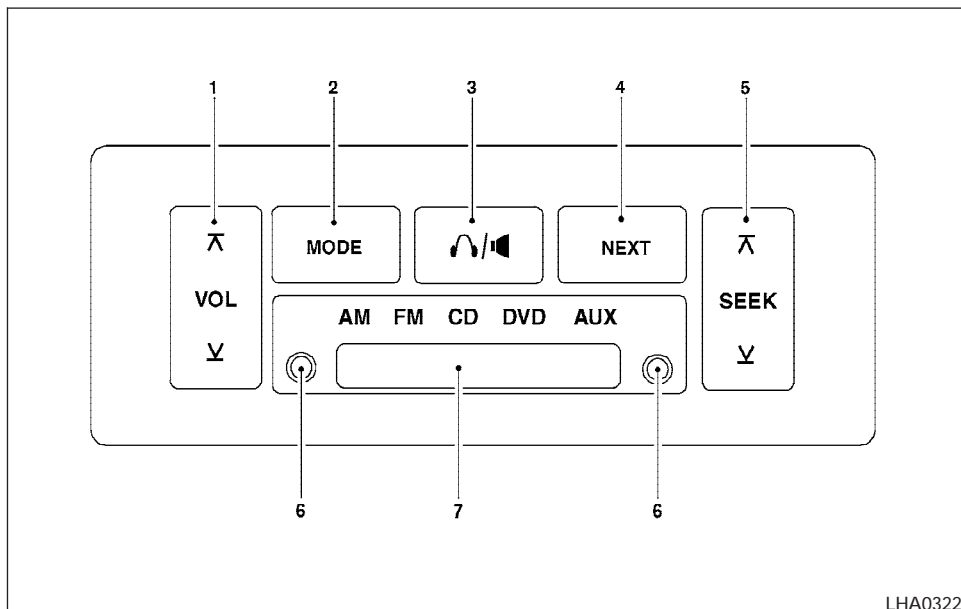 1 2 3 4 5
MODE
/
NEXT
VOL
SEEK
AM FM CD DVD AUX
6 7 6
LHA0322